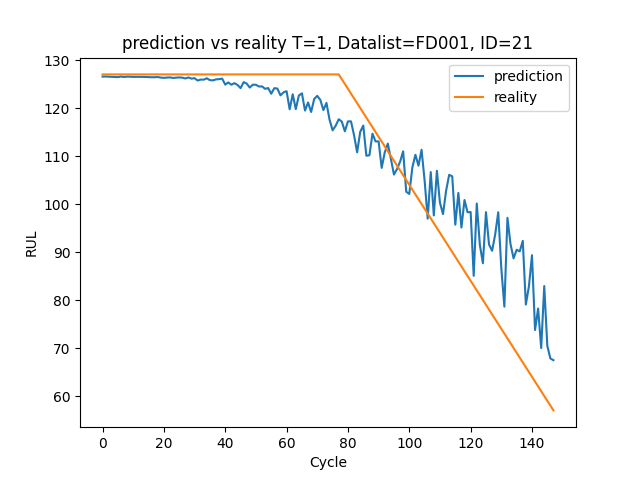 prediction vs reality T=1, Datalist=FD001, ID=21
prediction
reality
130
120
110
100
90
80
70
60
RUL
0 20 40 60 80 100 120 140
Cycle